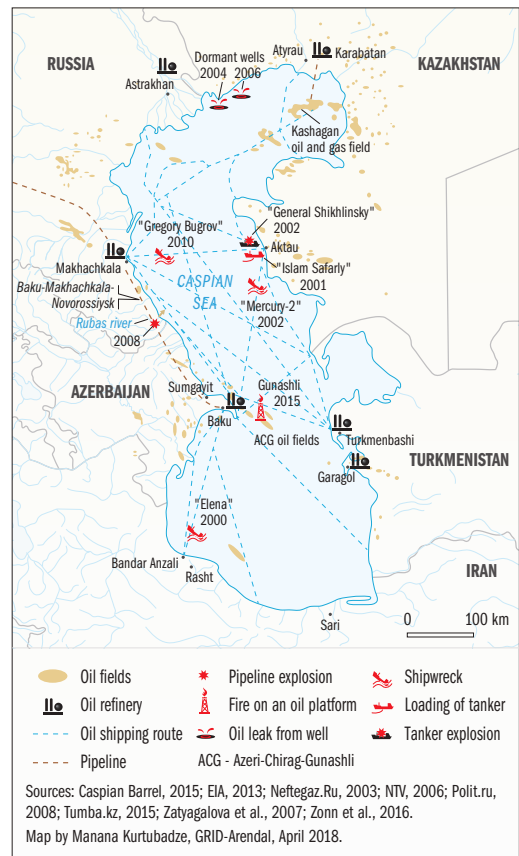 RUSSIA
KAZAKHSTAN
Atyrau
Karabatan
Dormant wells
2004 2006
Astrakhan
Kashagan
oil and gas field
"General Shikhlinsky"
2002
"Gregory Bugrov"
2010
Aktau
"Islam Safarly"
2001
Makhachkala
CASPIAN
SEA
Baku-Makhachkala-
Novorossiysk
"Mercury-2"
2002
Rubas river
2008
AZERBAIJAN
Sumgayit
Gunashli
2015
Baku
ACG oil fields
Turkmenbashi
TURKMENISTAN
Garagol
"Elena"
2000
Bandar Anzali
Rasht
IRAN
Sari
0 100 km
Oil fields
Pipeline explosion
Shipwreck
Oil refinery
Fire on an oil platform
Loading of tanker
Oil shipping route
Oil leak from well
Tanker explosion
Pipeline
ACG - Azeri-Chirag-Gunashli
Sources: Caspian Barrel, 2015; EIA, 2013; Neftegaz.Ru, 2003; NTV, 2006; Polit.ru,
2008; Tumba.kz, 2015; Zatyagalova et al., 2007; Zonn et al., 2016.
Map by Manana Kurtubadze, GRID-Arendal, April 2018.